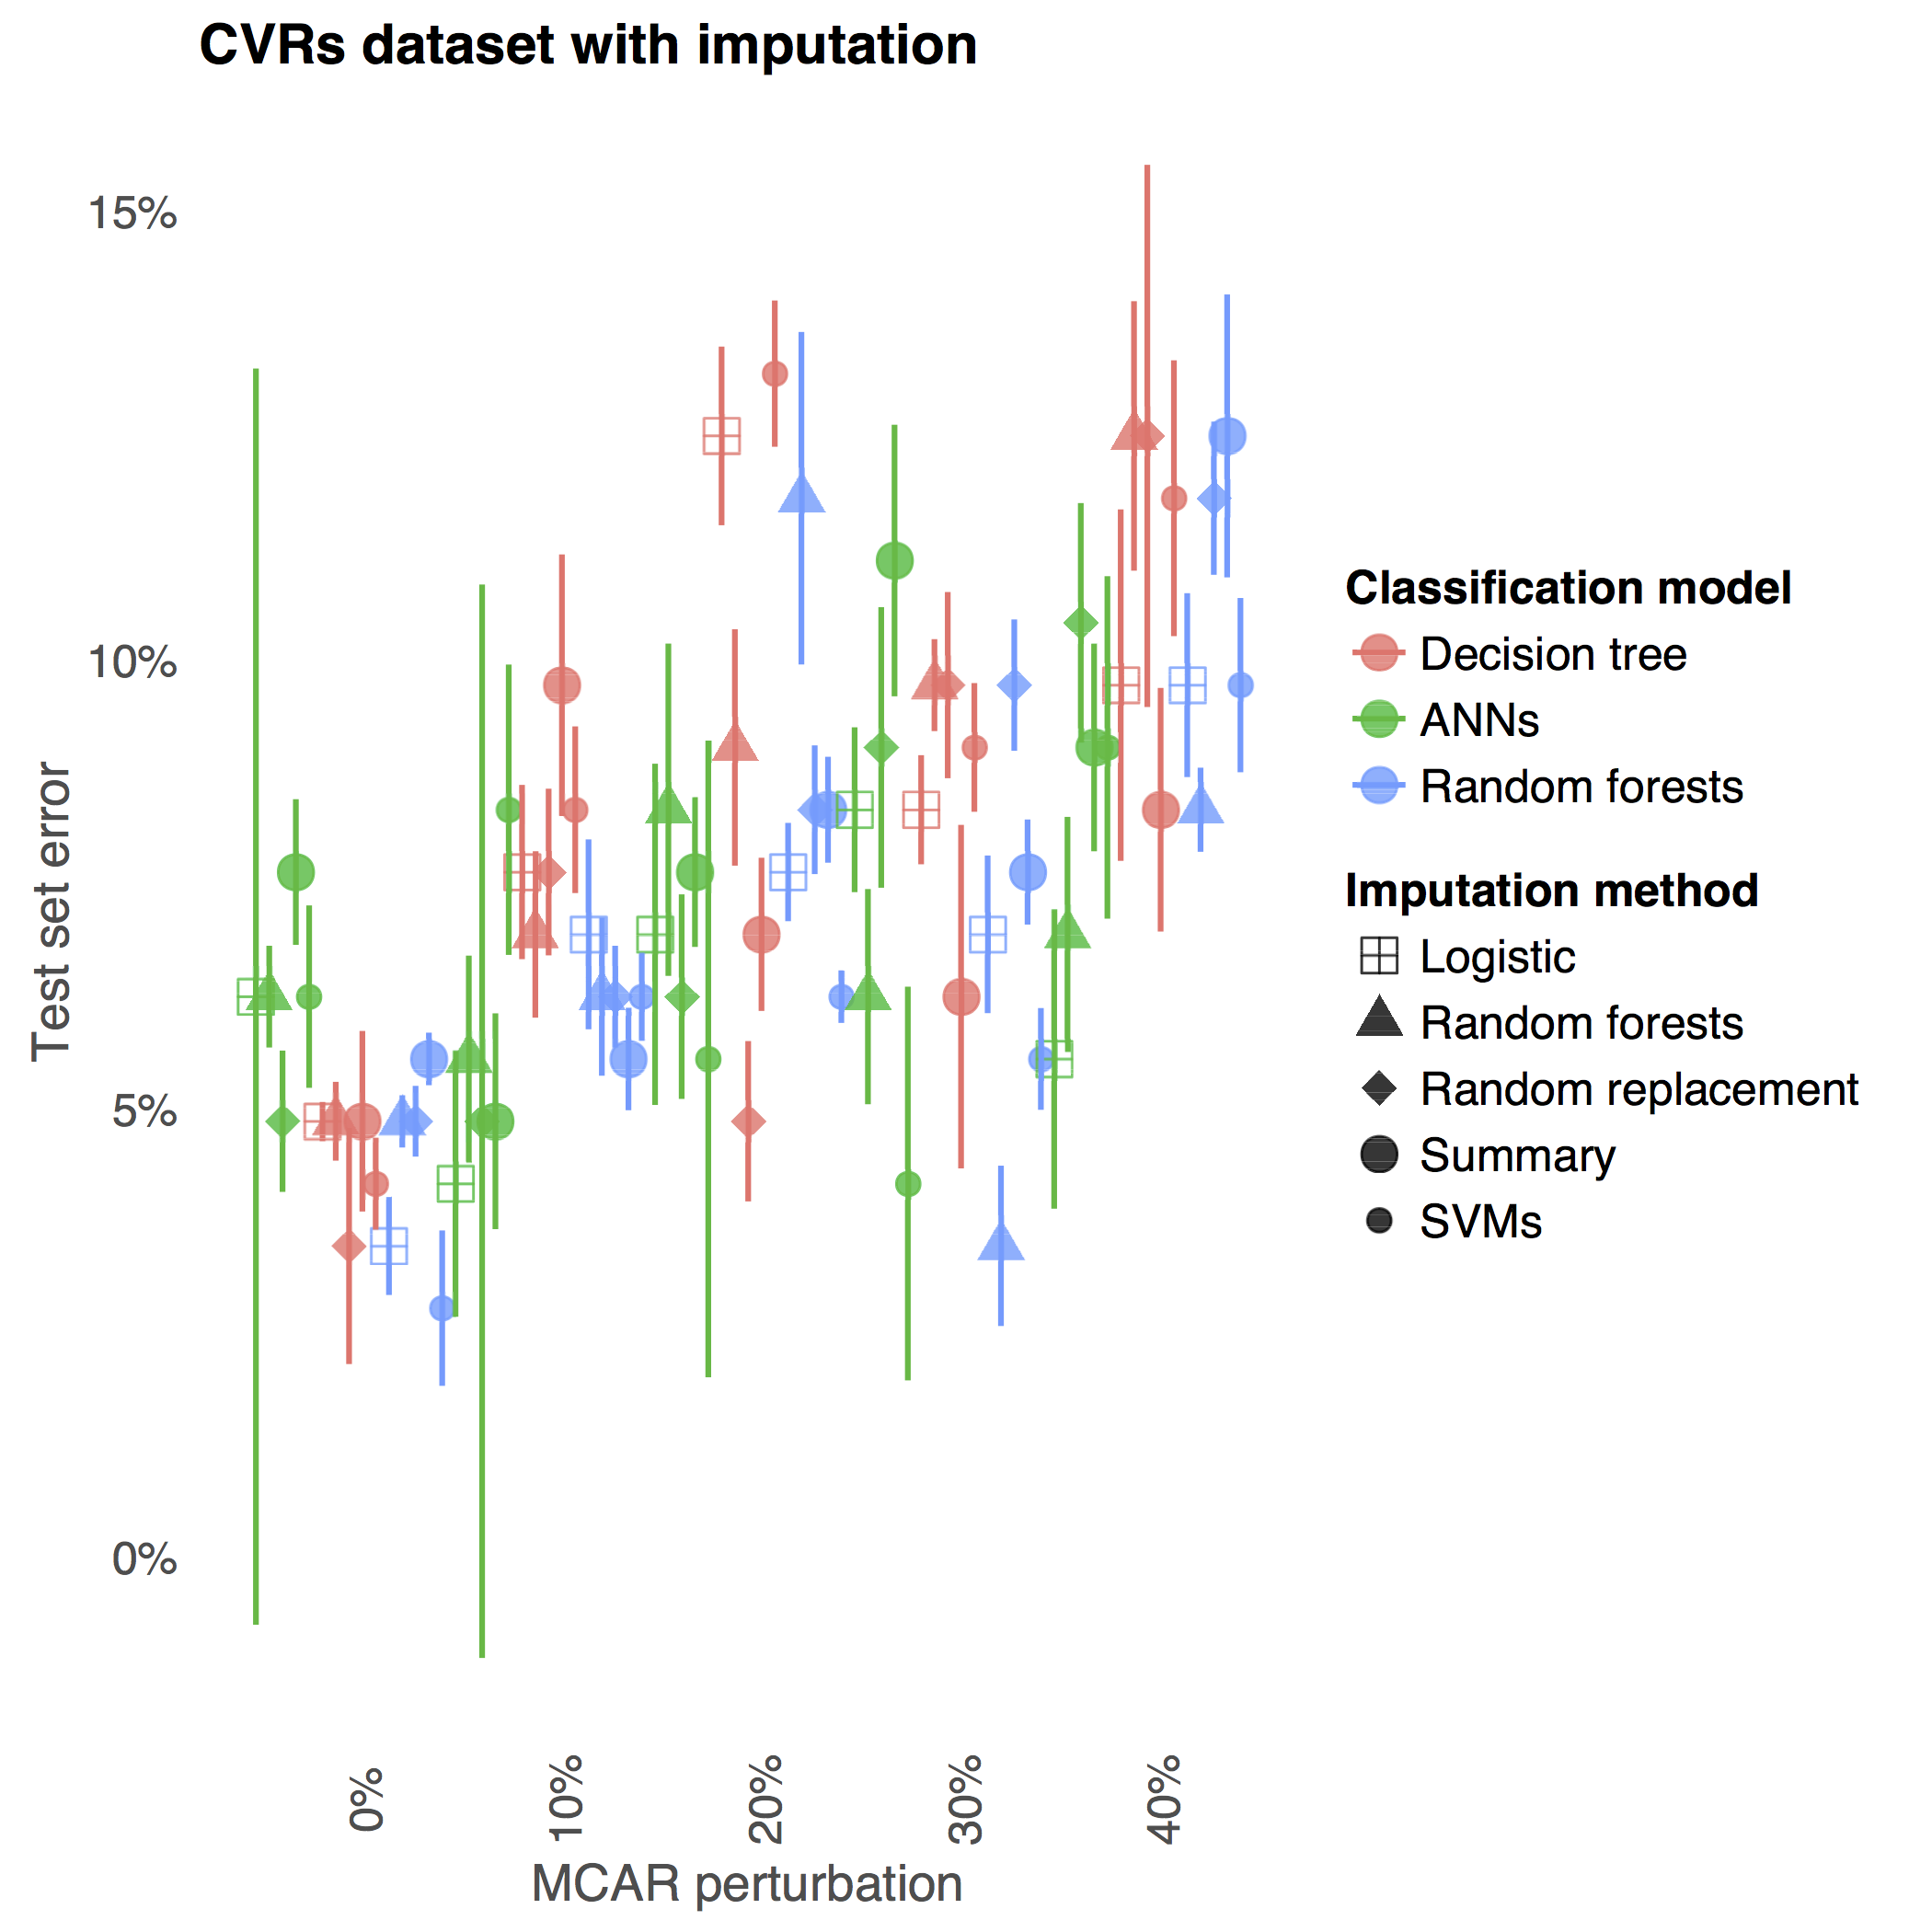 CVRs dataset with imputation
15%
10%
5%
0%
Test set error
0%
10%
20%
30%
40%
MCAR perturbation
Classification model
Decision tree
ANNs
Random forests
Imputation method
Logistic
Random forests
Random replacement
Summary
SVMs